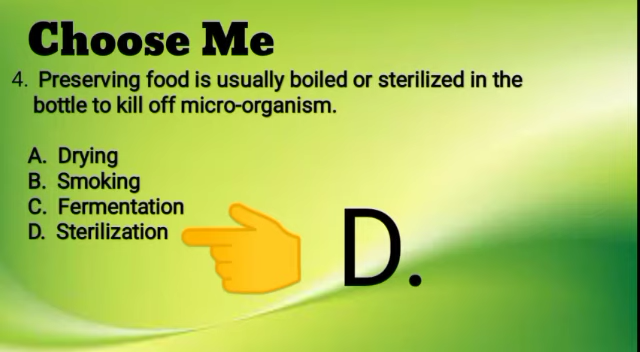 Choose Me
4. Preserving food is usually boiled or sterilized in the
bottle to kill off micro-organism.
A. Drying
B. Smoking
C. Fermentation
D. Sterilization
D.